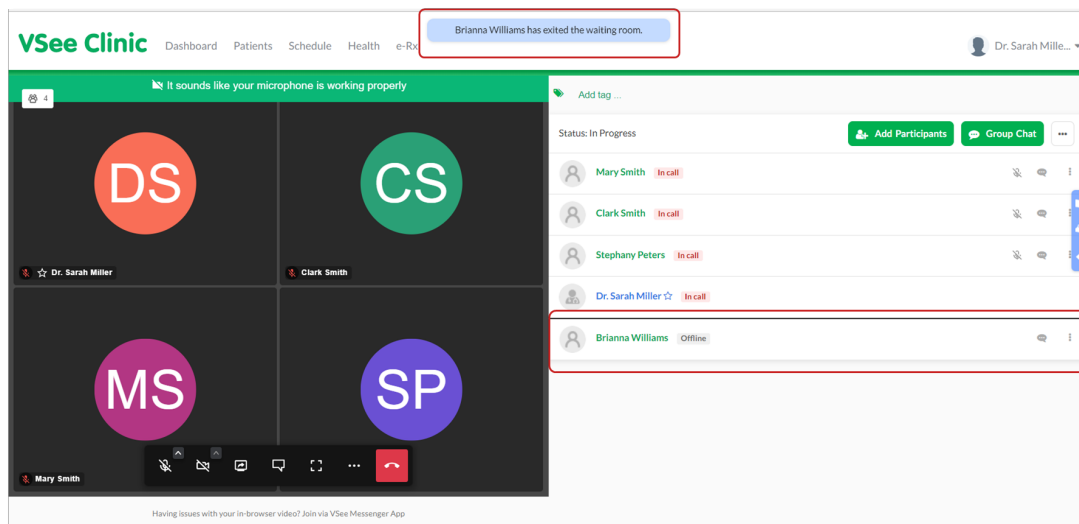 Brianna Williams has exited the waiting room.
VSee Clinic Dashboard Patients Schedule Health e-Rx Dr. Sarah Mille...
It sounds like your microphone is working properly
4
DS
CS
Dr. Sarah Miller
Clark Smith
MS
SP
Mary Smith
Having issues with your in-browser video? Join via VSee Messenger App
Add tag ...
Status: In Progress Add Participants Group Chat
Mary Smith In call
Clark Smith In call
Stephany Peters In call
Dr. Sarah Miller In call
Brianna Williams Offline